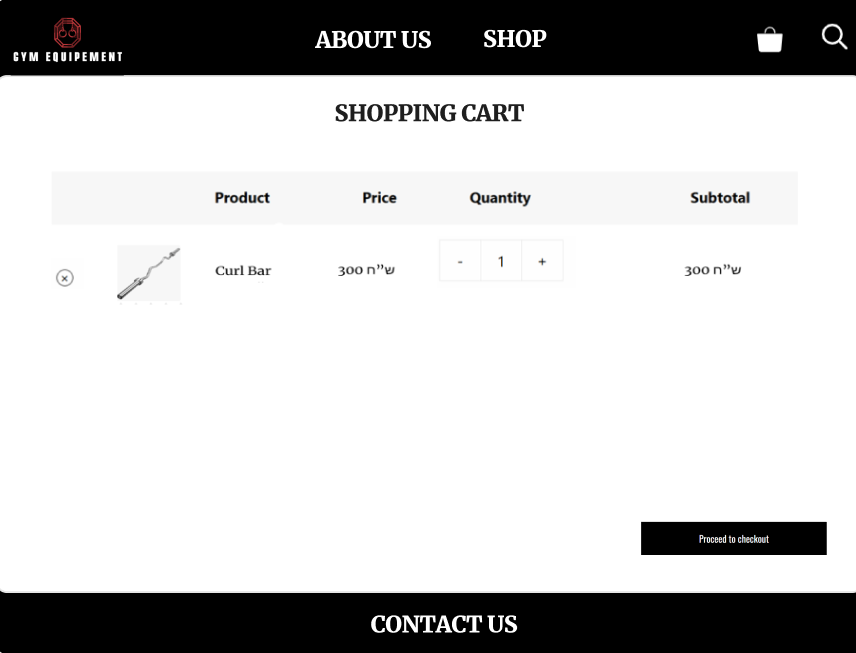 GYM EQUIPEMENT
ABOUT US
SHOP
SHOPPING CART
Product Price Quantity Subtotal
Curl Bar 300 ש”ח - 1 + 300 ש”ח
Proceed to checkout
CONTACT US